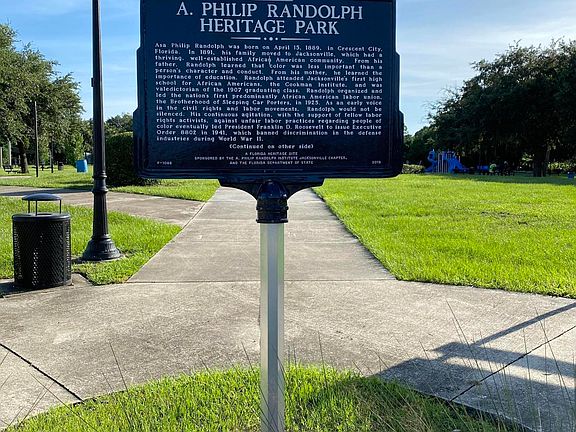 A. PHILIP RANDOLPH
HERITAGE PARK
Asa Philip Randolph was born on April 15, 1889, in Crescent City,
Florida. In 1891, his family moved to Jacksonville, which had a
thriving, well-established African American community. From his
father, Randolph learned that color was less important than a
person's character and conduct. From his mother, he learned the
importance of education. Randolph attended Jacksonville's first high
school for African Americans, the Cookman Institute, and was
valedictorian of the 1907 graduating class. Randolph organized and
led the nation's first predominantly African American labor union,
the Brotherhood of Sleeping Car Porters, in 1925. As an early voice
in the civil rights and labor movements, Randolph would not be
silenced. His continuous agitation, with the support of fellow labor
rights activists, against unfair labor practices regarding people of
color eventually led President Franklin D. Roosevelt to issue Executive
Order 8802 in 1941, which banned discrimination in the defense
industries during World War II.
(Continued on other side)
A FLORIDA HERITAGE SITE
SPONSORED BY THE A. PHILIP RANDOLPH INSTITUTE JACKSONVILLE CHAPTER,
F-1068 AND THE FLORIDA DEPARTMENT OF STATE 2019